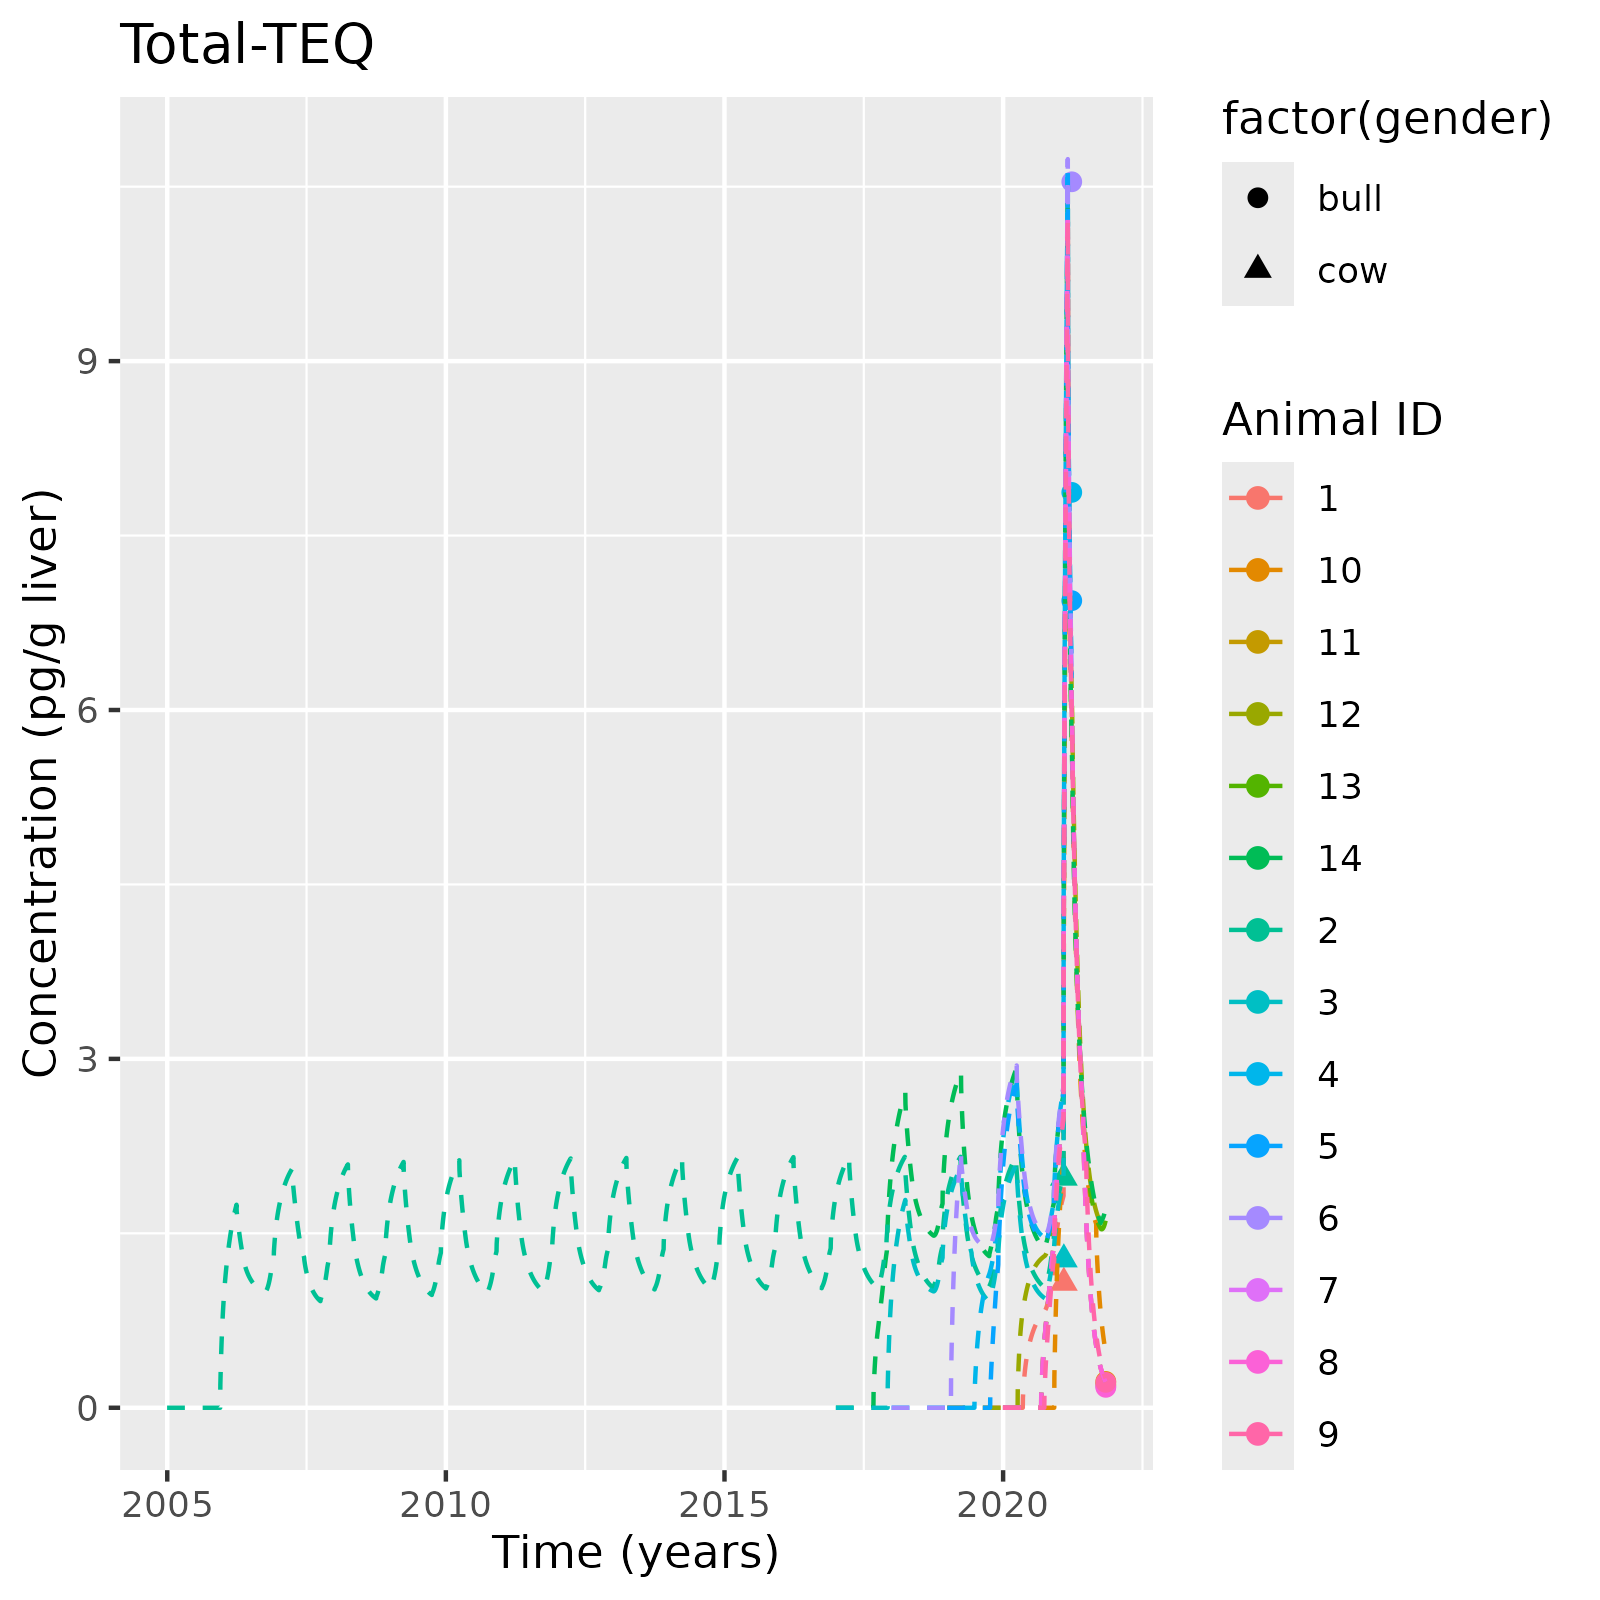 Total-TEQ
Concentration (pg/g liver)
9
6
3
0
2005 2010 2015 2020
Time (years)
factor(gender)
bull
cow
Animal ID
1
10
11
12
13
14
2
3
4
5
6
7
8
9